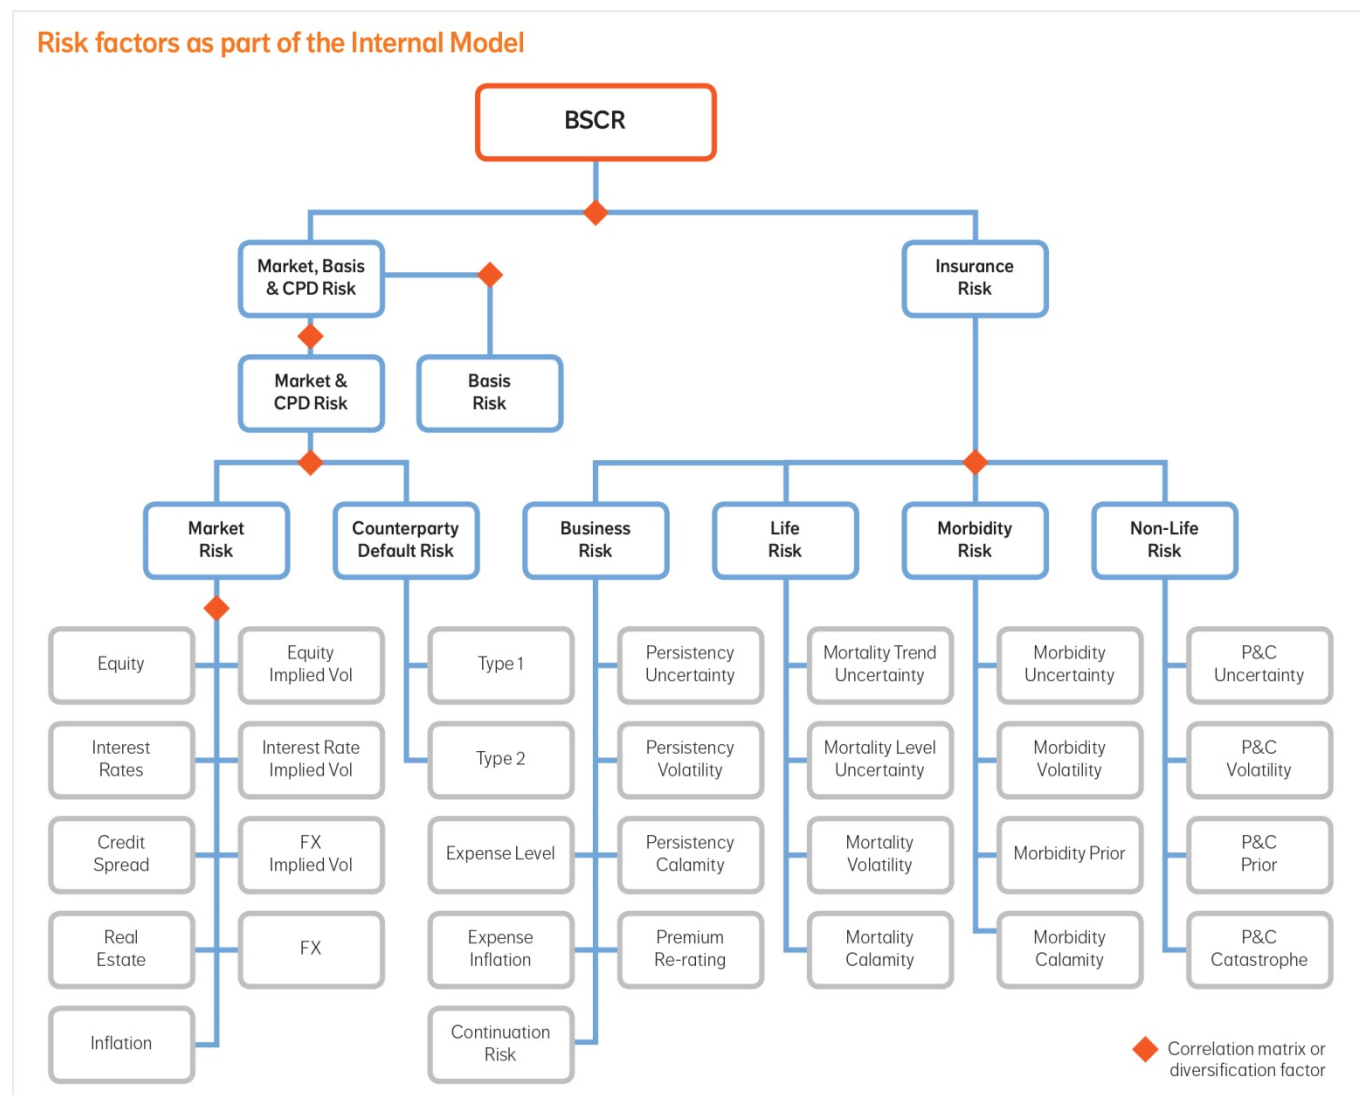 Risk factors as part of the Internal Model
BSCR
Market, Basis
& CPD Risk
Insurance
Risk
Market &
CPD Risk
Basis
Risk
Market
Risk
Counterparty
Default Risk
Business
Risk
Life
Risk
Morbidity
Risk
Non-Life
Risk
Equity
Equity
Implied Vol
Type 1
Persistency
Uncertainty
Mortality Trend
Uncertainty
Morbidity
Uncertainty
P&C
Uncertainty
Interest
Rates
Interest Rate
Implied Vol
Type 2
Persistency
Volatility
Mortality Level
Uncertainty
Morbidity
Volatility
P&C
Volatility
Credit
Spread
FX
Implied Vol
Expense Level
Persistency
Calamity
Mortality
Volatility
Morbidity Prior
P&C
Prior
Real
Estate
FX
Expense
Inflation
Premium
Re-rating
Mortality
Calamity
Morbidity
Calamity
P&C
Catastrophe
Inflation
Continuation
Risk
Correlation matrix or
diversification factor